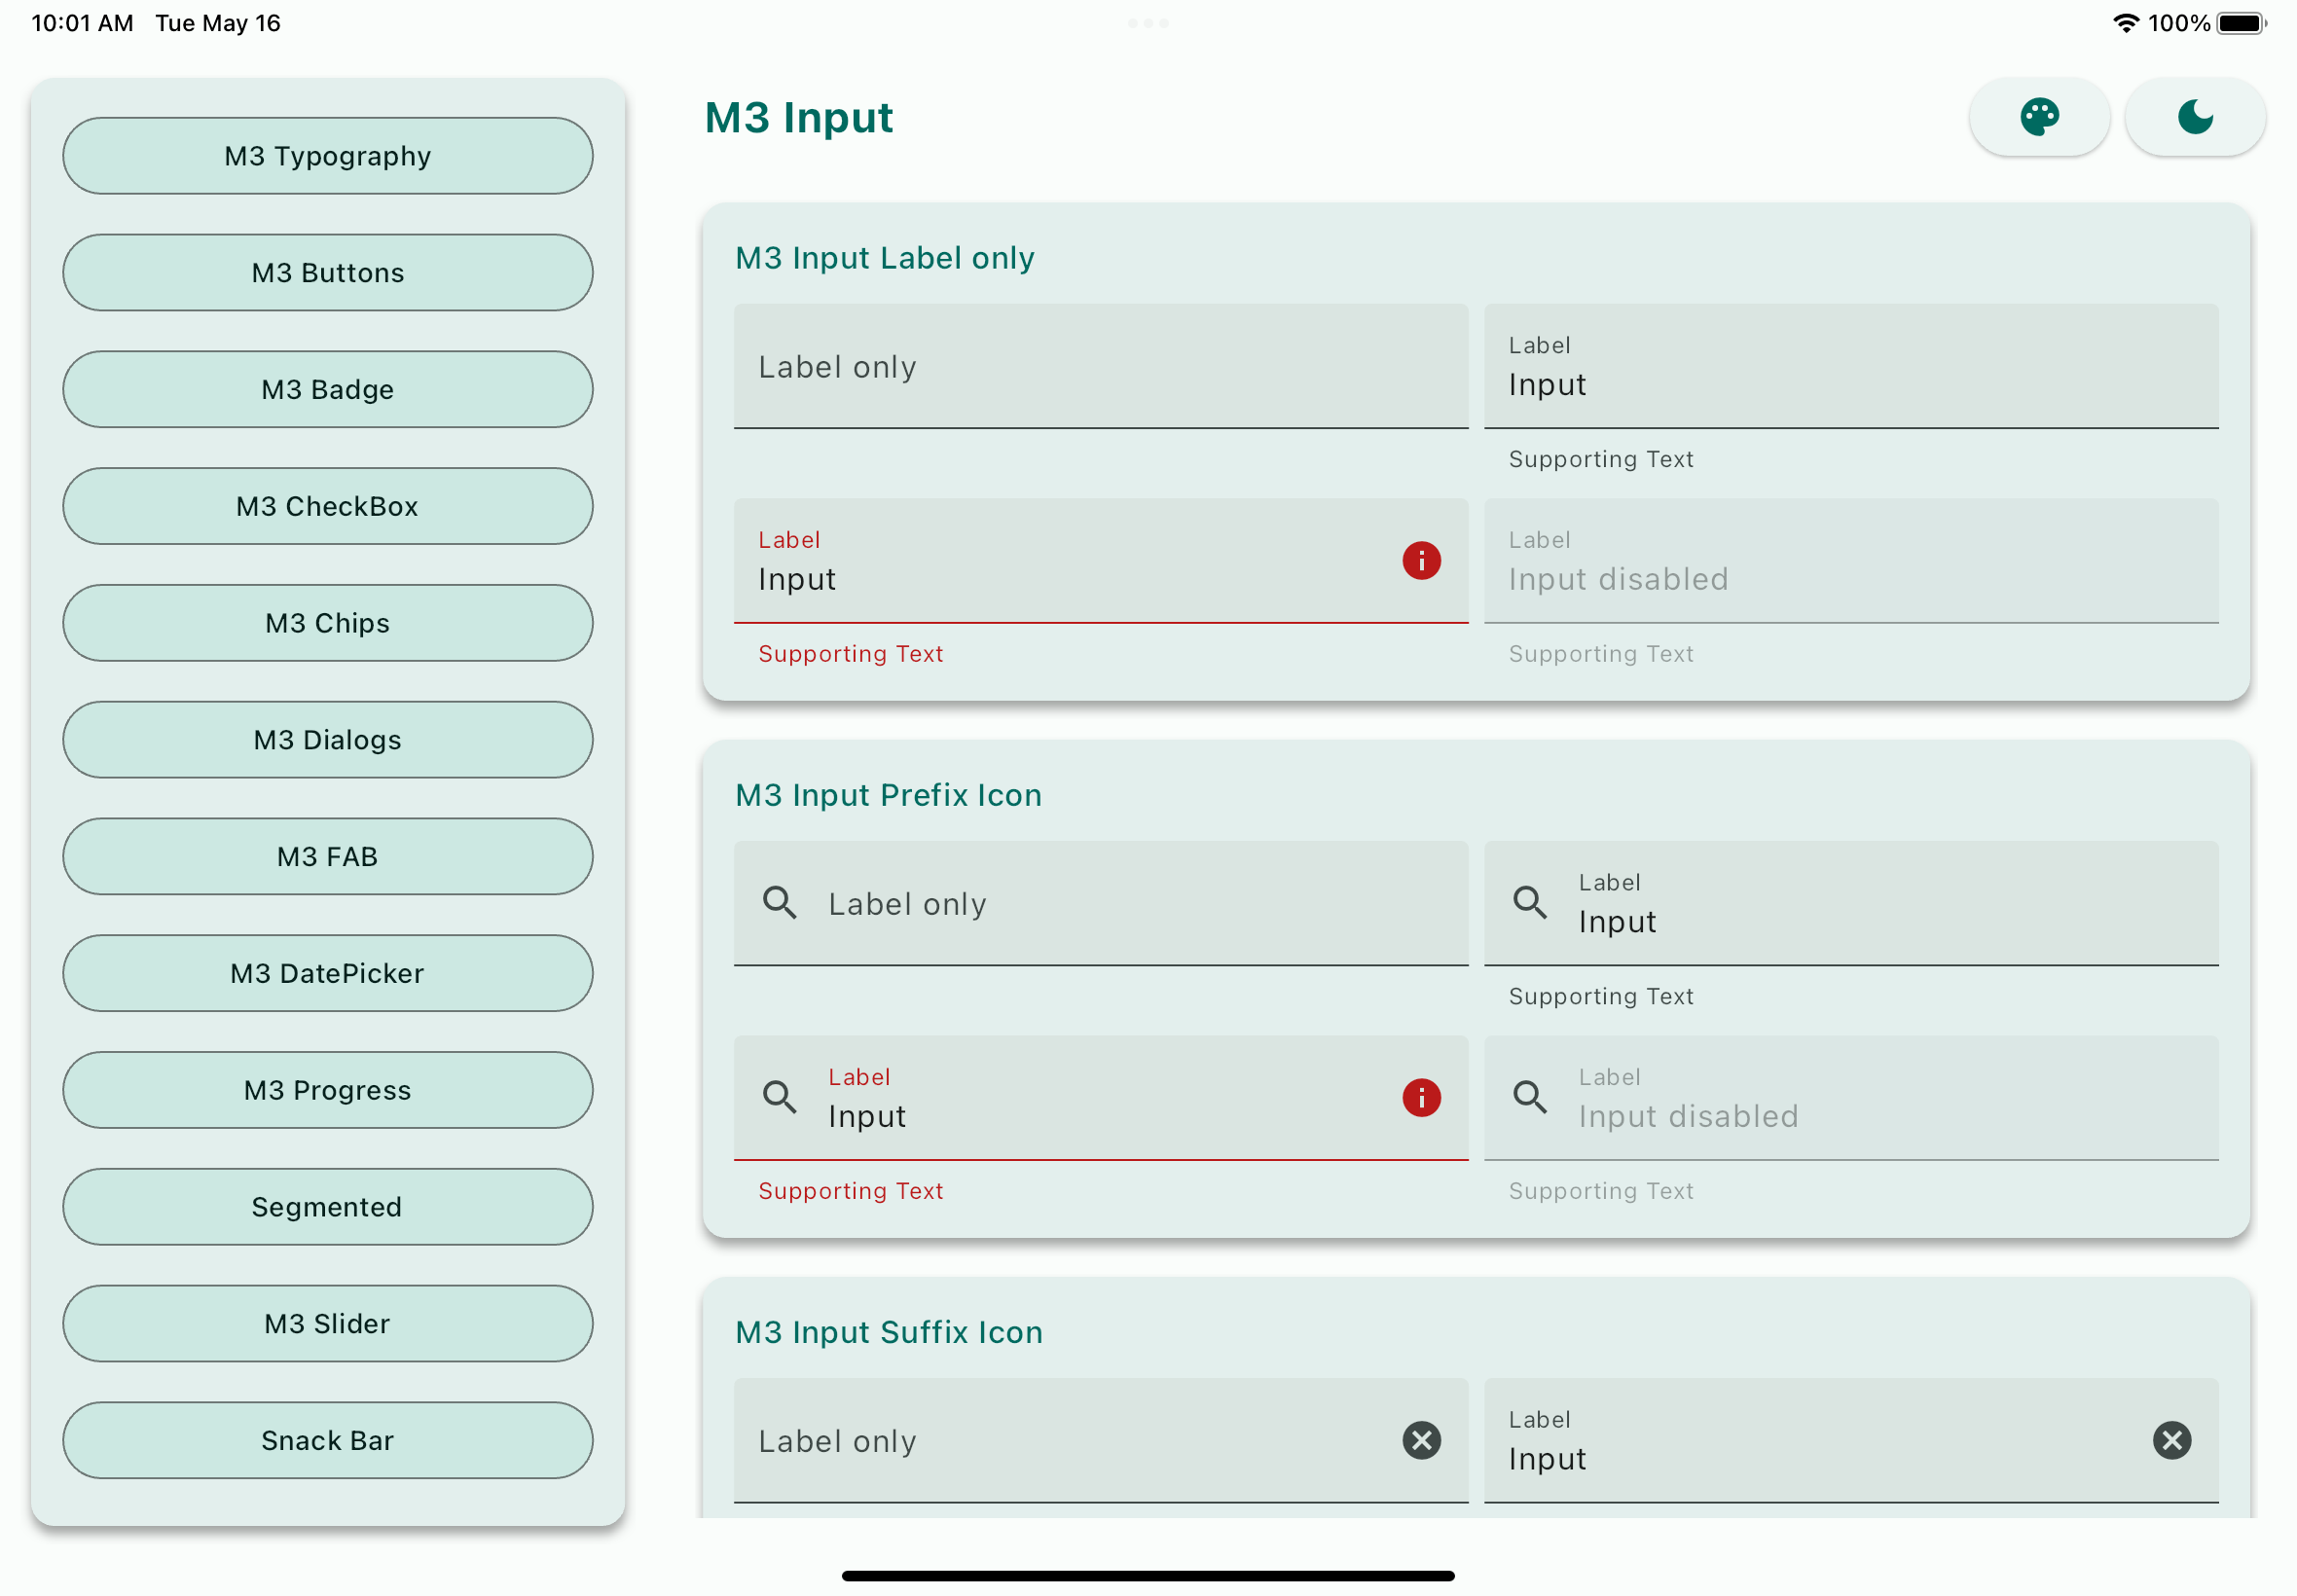 10:01 AM Tue May 16
100%
M3 Typography
M3 Buttons
M3 Badge
M3 CheckBox
M3 Chips
M3 Dialogs
M3 FAB
M3 DatePicker
M3 Progress
Segmented
M3 Slider
Snack Bar
M3 Input
M3 Input Label only
Label only
Label
Input
Supporting Text
Label
Input
Supporting Text
Label
Input disabled
Supporting Text
M3 Input Prefix Icon
Label only
Label
Input
Supporting Text
Label
Input
Supporting Text
Label
Input disabled
Supporting Text
M3 Input Suffix Icon
Label only
Label
Input